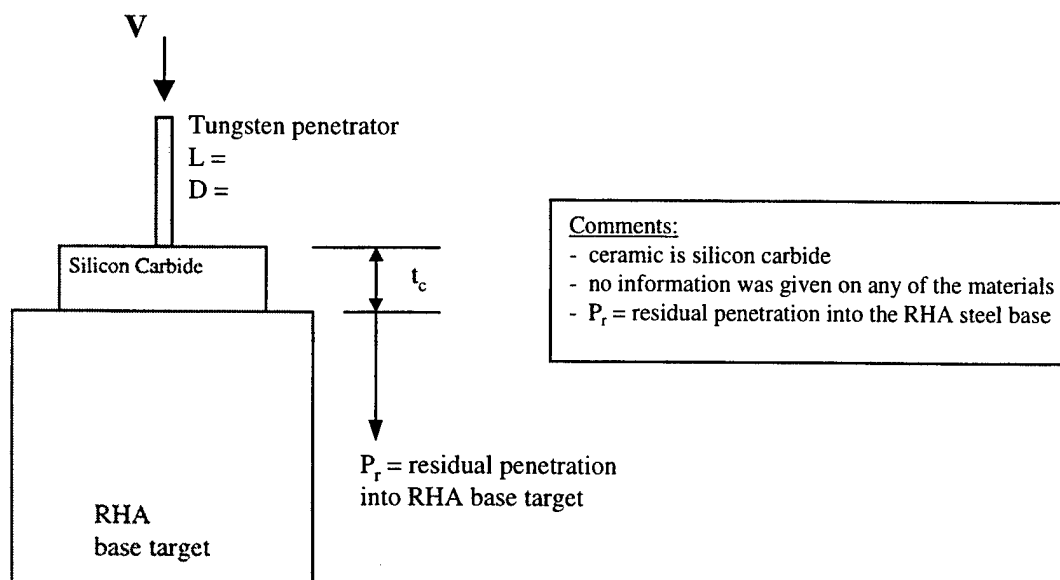 V
Tungsten penetrator
L =
D =
Silicon Carbide
t_c
P_r = residual penetration
into RHA base target
RHA
base target
Comments:
- ceramic is silicon carbide
- no information was given on any of the materials
- P_r = residual penetration into the RHA steel base